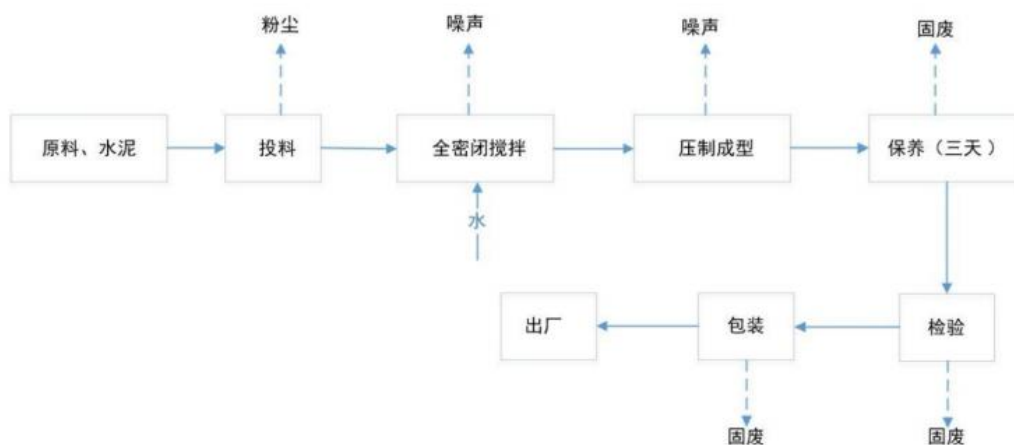 粉尘
噪声
噪声
固废
原料、水泥
投料
全密闭搅拌
压制成型
保养（三天）
水
出厂
包装
检验
固废
固废